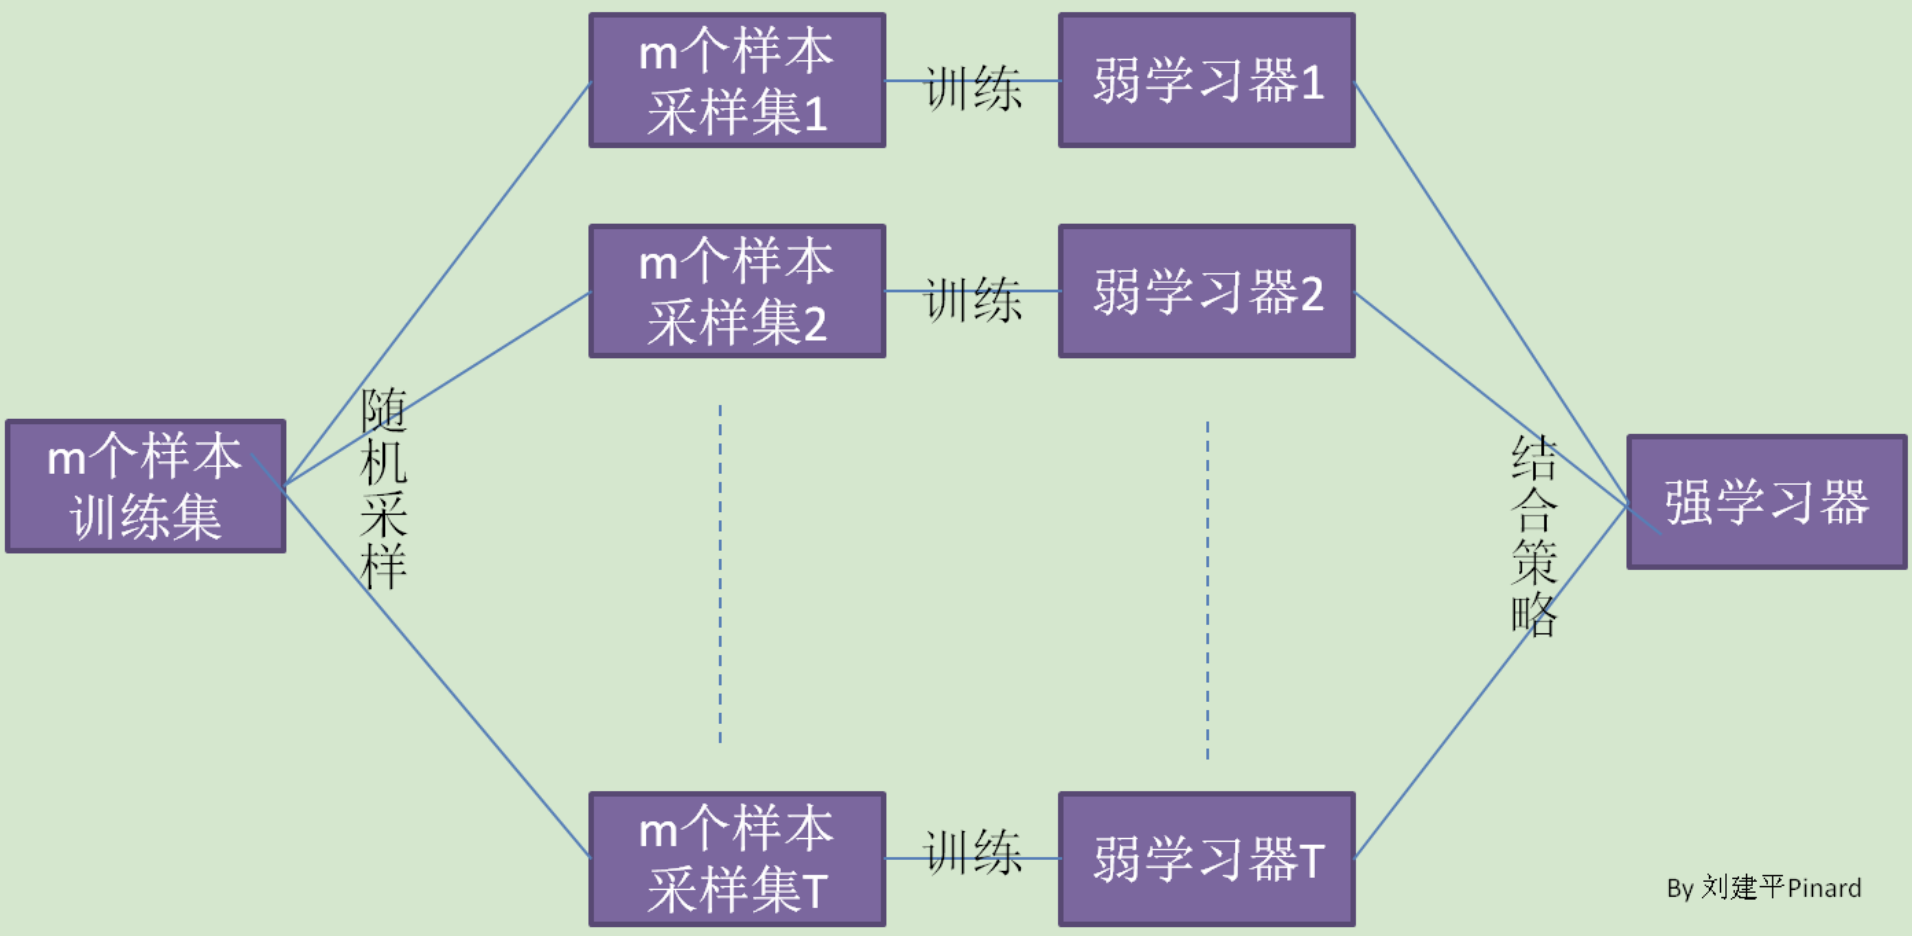 m个样本
训练集
随机采样
m个样本
采样集1
训练
弱学习器1
m个样本
采样集2
训练
弱学习器2
m个样本
采样集T
训练
弱学习器T
结合策略
强学习器
By 刘建平Pinard